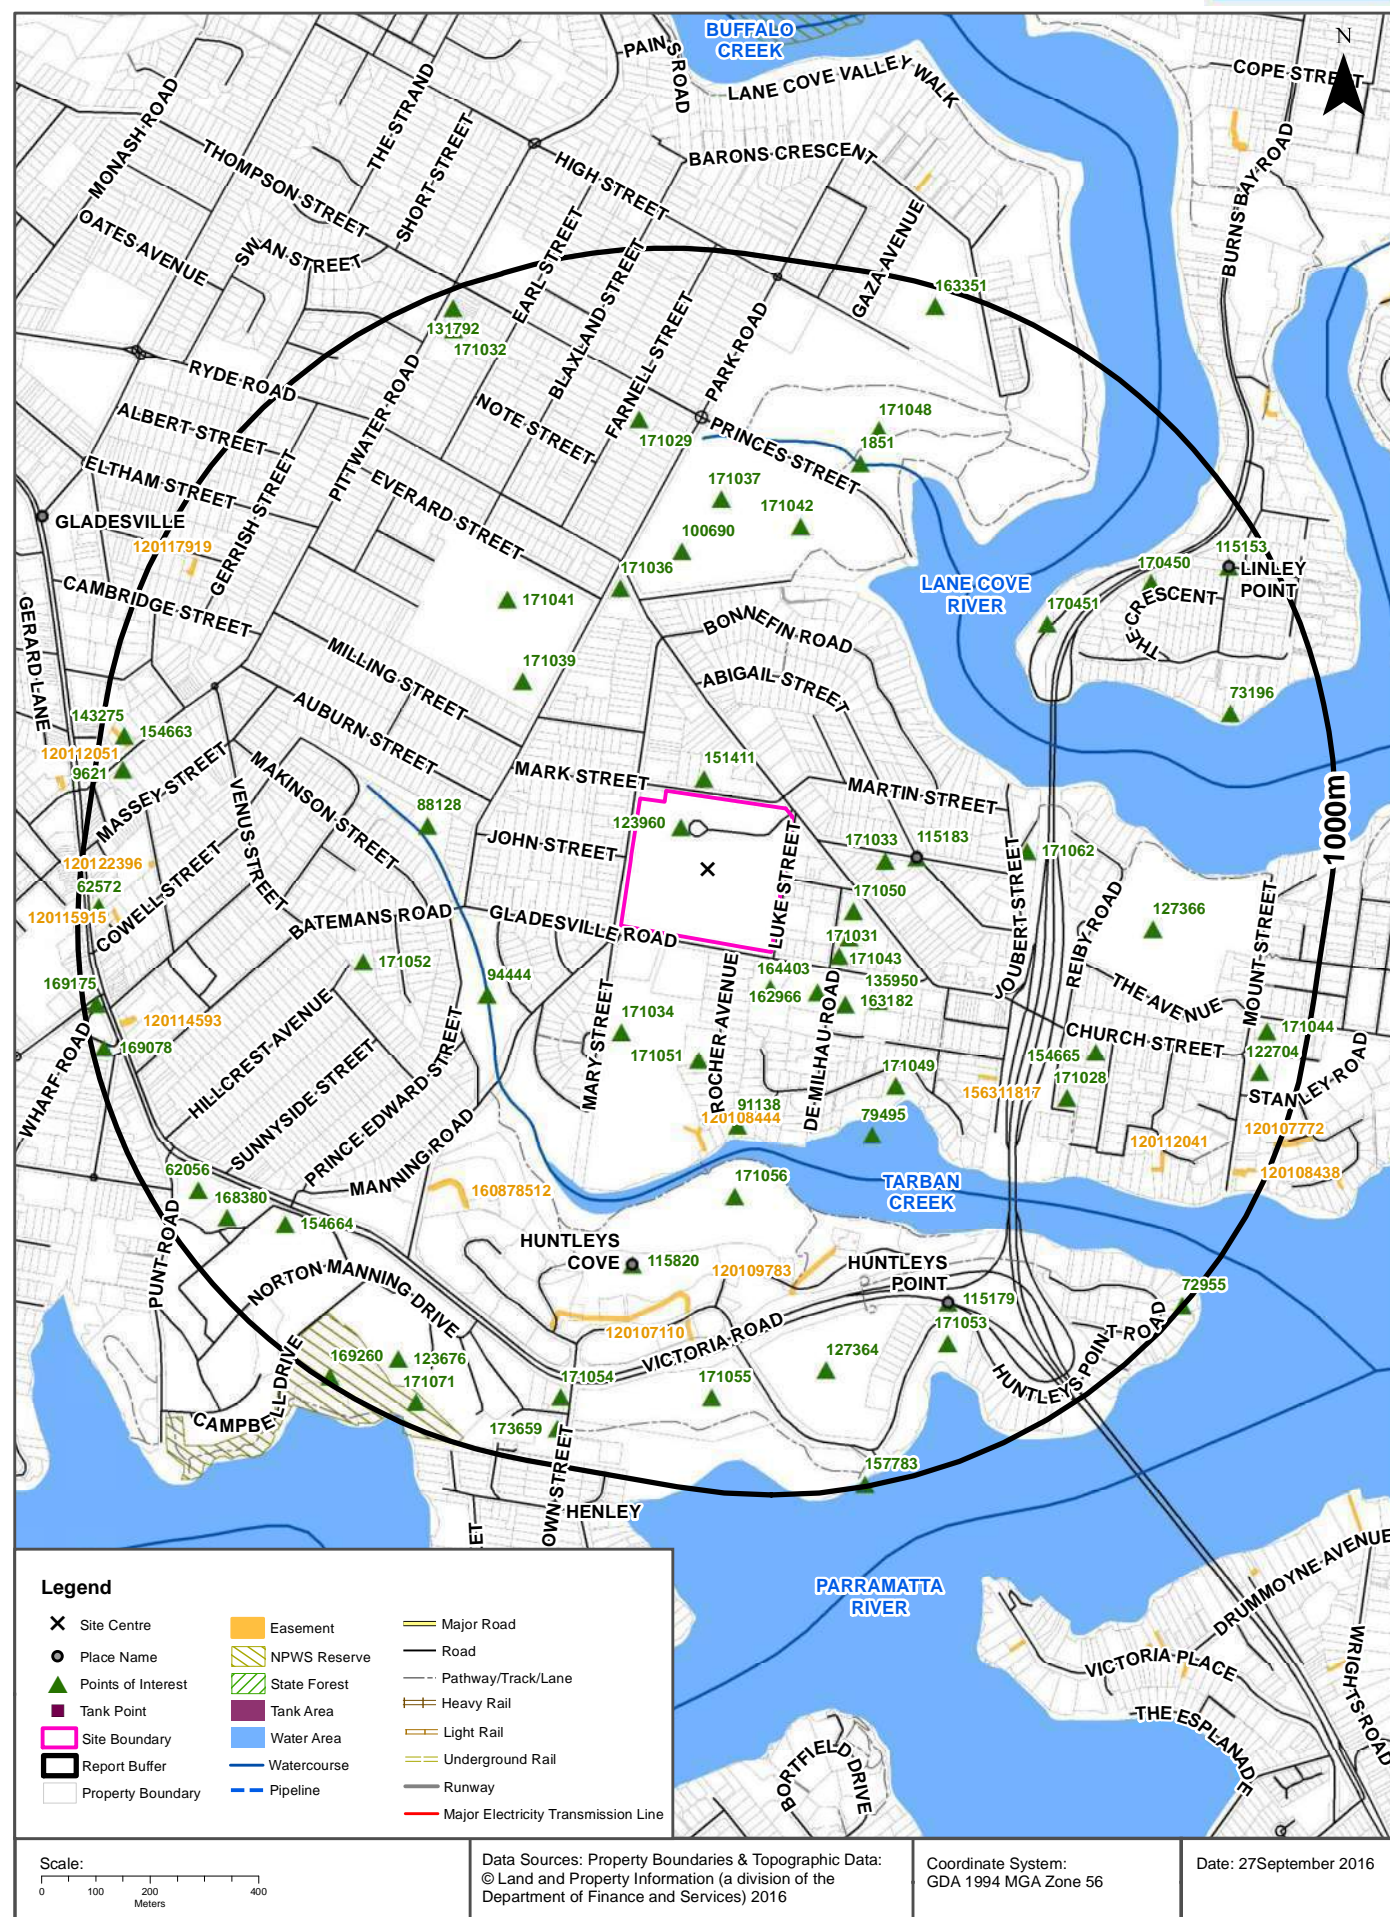 BUFFALO
CREEK
N
PAINS ROAD
LANE COVE VALLEY WALK
COPE STREET
MONASH ROAD
THE STRAND
SHORT STREET
THOMPSON STREET
HIGH STREET
BARONS CRESCENT
BURNS BAY ROAD
OATES AVENUE
SWAN STREET
EARL STREET
BLAXLAND STREET
GAZA AVENUE
163351
131792
171032
FARNELL STREET
PARK ROAD
RYDE ROAD
PITTWATER ROAD
NOTE STREET
ALBERT STREET
171029
171048
1851
PRINCES STREET
ELTHAM STREET
GERRISH STREET
EVERARD STREET
171037
171042
GLADESVILLE
120117919
100690
115153
LINLEY
POINT
170450
THE CRESCENT
171036
LANE COVE
RIVER
CAMBRIDGE STREET
171041
170451
GERARD LANE
BONNEFIN ROAD
MILLING STREET
171039
ABIGAIL STREET
73196
143275
154663
AUBURN STREET
120112051
9621
MASSEY STREET
MAKINSON STREET
VENUS STREET
MARK STREET
151411
MARTIN STREET
1000m
88128
123960
JOHN STREET
LUKE STREET
171033
115183
JOUBERT STREET
171062
120122396
62572
120115915
COWELL STREET
171050
REIBY ROAD
127366
MOUNT STREET
BATEMANS ROAD
GLADESVILLE ROAD
171031
171043
171052
94444
164403
135950
162966
163182
169175
THE AVENUE
120114593
HILLCREST AVENUE
MARY STREET
171034
ROCHER AVENUE
DE MILHAU ROAD
CHURCH STREET
171044
169078
WHARF ROAD
SUNNYSIDE STREET
PRINCE EDWARD STREET
171051
171049
154665
122704
STANLEY ROAD
156311817
171028
91138
120108444
79495
120107772
120112041
MANNING ROAD
62056
168380
160878512
171056
TARBAN
CREEK
120108438
154664
PUNT ROAD
HUNTLEYS
COVE
115820
120109783
HUNTLEYS
POINT
NORTON MANNING DRIVE
115179
72955
120107110
VICTORIA ROAD
171053
HUNTLEYS POINT ROAD
169260
123676
171071
CAMPBELL DRIVE
127364
171054
171055
173659
157783
OWN STREET
ET
HENLEY
PARRAMATTA
RIVER
DRUMMOYNE AVENUE
VICTORIA PLACE
WRIGHTS ROAD
THE ESPLANADE
BORTFIELD DRIVE
Legend
Site Centre
Place Name
Points of Interest
Tank Point
Site Boundary
Report Buffer
Property Boundary
Easement
NPWS Reserve
State Forest
Tank Area
Water Area
Watercourse
Pipeline
Major Road
Road
Pathway/Track/Lane
Heavy Rail
Light Rail
Underground Rail
Runway
Major Electricity Transmission Line
Scale:
0 100 200 400
Meters
Data Sources: Property Boundaries & Topographic Data:
© Land and Property Information (a division of the
Department of Finance and Services) 2016
Coordinate System:
GDA 1994 MGA Zone 56
Date: 27September 2016